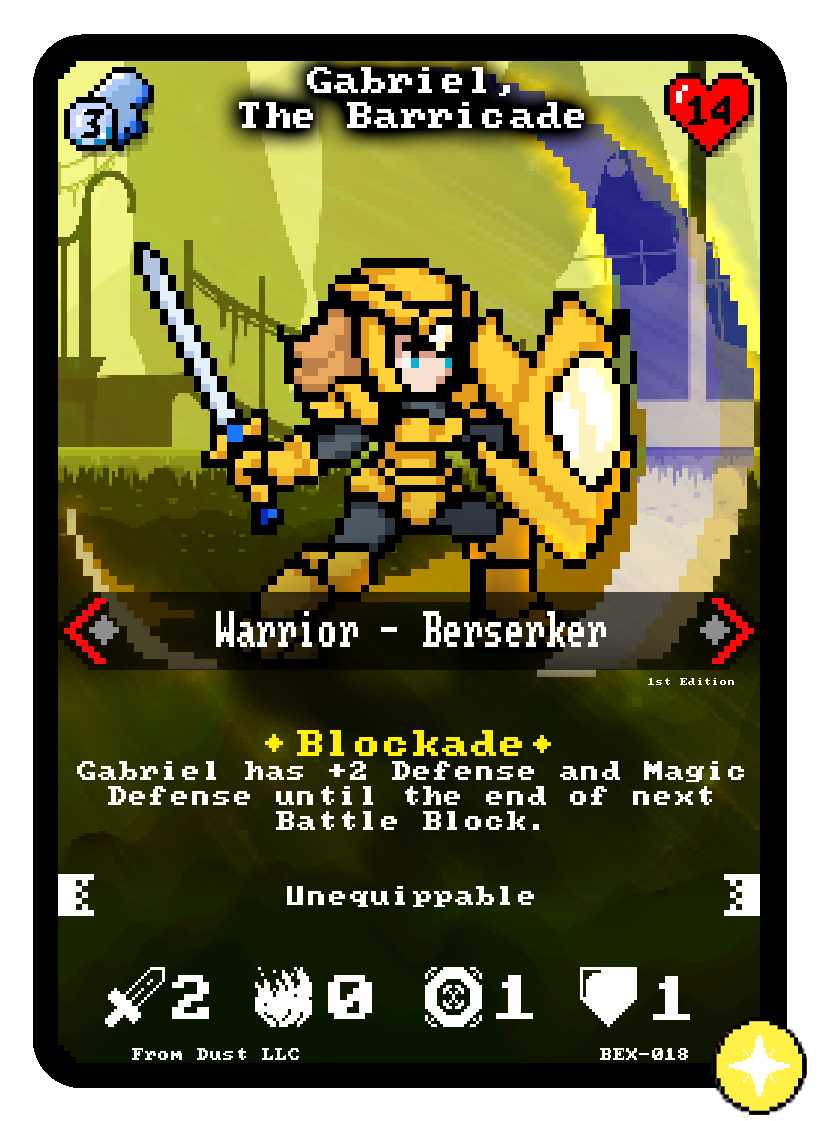 Gabriel,
The Barricade
3
14
Warrior - Berserker
1st Edition
Blockade
Gabriel has +2 Defense and Magic
Defense until the end of next
Battle Block.
Unequippable
2 0 1 1
From Dust LLC
BEX-018